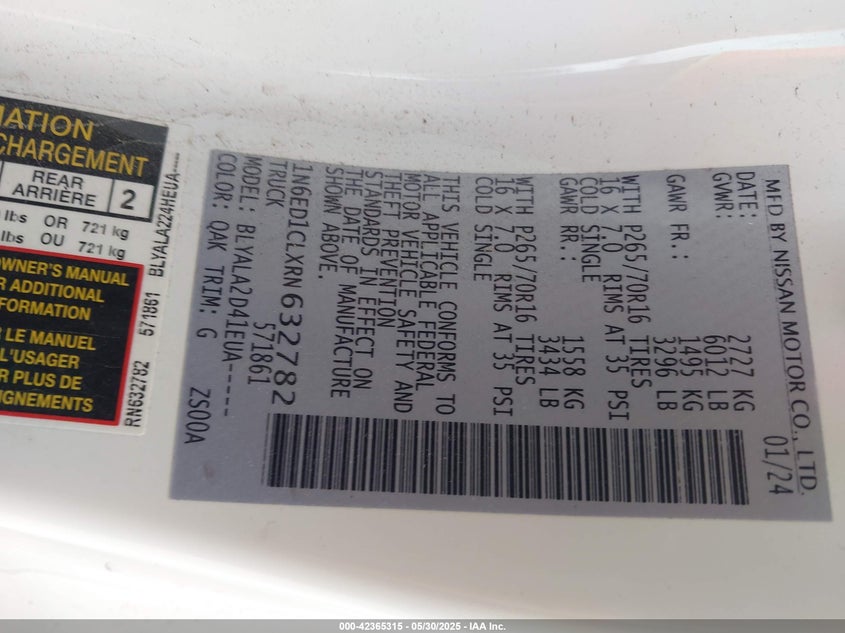 MFD BY NISSAN MOTOR CO., LTD.
DATE: 01/24
GVWR: 2727 KG
6012 LB
GAWR FR.: 1495 KG
3296 LB
WITH P265/70R16 TIRES
16 X 7.0 RIMS AT 35 PSI
COLD SINGLE
GAWR RR.: 1558 KG
3434 LB
WITH P265/70R16 TIRES
16 X 7.0 RIMS AT 35 PSI
COLD SINGLE
THIS VEHICLE CONFORMS TO
ALL APPLICABLE FEDERAL
MOTOR VEHICLE SAFETY AND
THEFT PREVENTION
STANDARDS IN EFFECT ON
THE DATE OF MANUFACTURE
SHOWN ABOVE.
1N6ED1CLXRN632782
TRUCK 571861
MODEL: BLYALA2D41EUA-----
COLOR: QAK TRIM: G ZS00A
MATION
CHARGEMENT
REAR
ARRIÈRE 2
lbs OR 721 kg
lbs OU 721 kg
OWNER'S MANUAL
R ADDITIONAL
FORMATION
R LE MANUEL
L'USAGER
R PLUS DE
IGNEMENTS
RN632782 571861 BLYALAZ24HEUA----
000-42365315 - 05/30/2025 - IAA Inc.